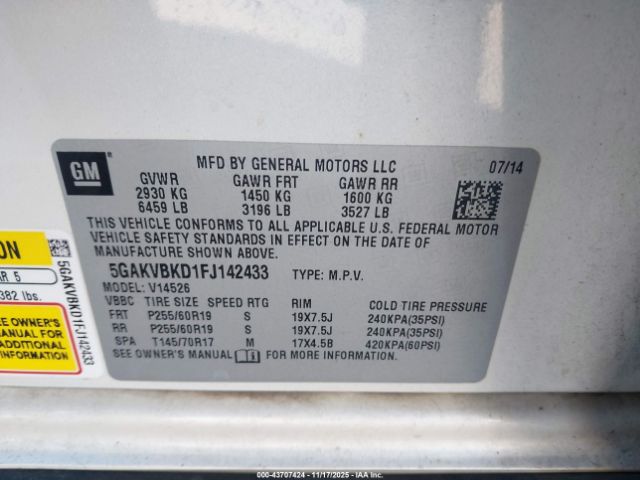 GM
MFD BY GENERAL MOTORS LLC 07/14
GVWR GAWR FRT GAWR RR
2930 KG 1450 KG 1600 KG
6459 LB 3196 LB 3527 LB
THIS VEHICLE CONFORMS TO ALL APPLICABLE U.S. FEDERAL MOTOR
VEHICLE SAFETY STANDARDS IN EFFECT ON THE DATE OF
MANUFACTURE SHOWN ABOVE.
5GAKVBKD1FJ142433 TYPE: M.P.V.
MODEL: V14526
VBBC TIRE SIZE SPEED RTG RIM COLD TIRE PRESSURE
FRT P255/60R19 S 19X7.5J 240KPA(35PSI)
RR P255/60R19 S 19X7.5J 240KPA(35PSI)
SPA T145/70R17 M 17X4.5B 420KPA(60PSI)
SEE OWNER'S MANUAL FOR MORE INFORMATION.
ON
AR 5
382 lbs.
SEE OWNER'S
MANUAL FOR
ADDITIONAL
INFORMATION
5GAKVBKD1FJ142433
000-43707424 - 11/17/2025 - IAAI.COM